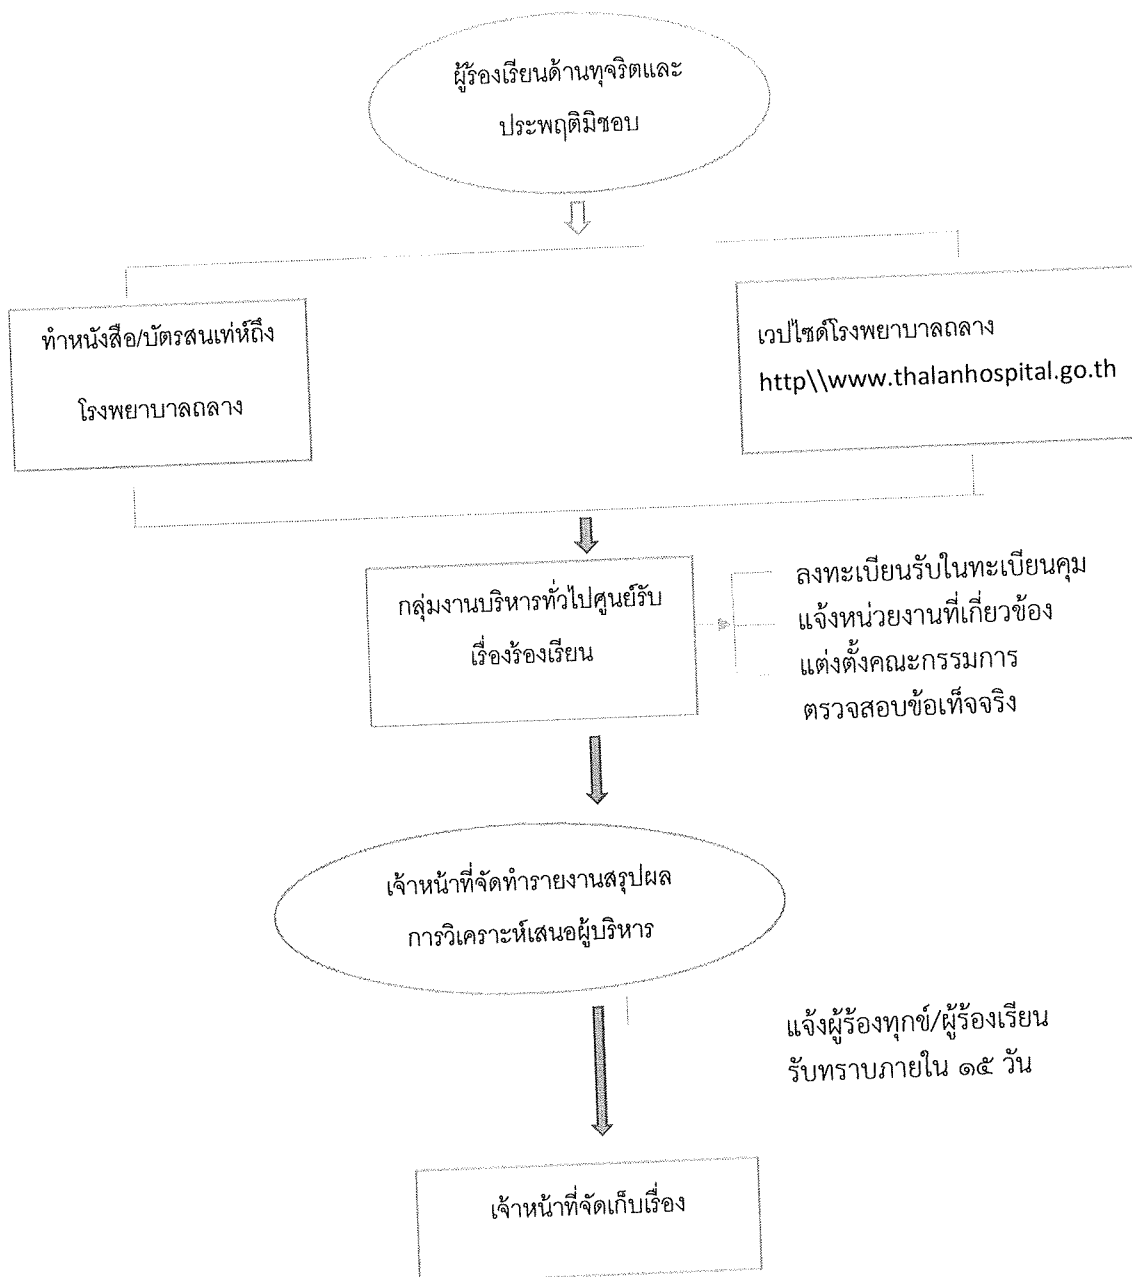 ผู้ร้องเรียนด้านทุจริตและ
ประพฤติมิชอบ
ทำหนังสือ/บัตรสนเท่ห์ถึง
โรงพยาบาลถลาง
เวปไซด์โรงพยาบาลถลาง
http\\www.thalanhospital.go.th
กลุ่มงานบริหารทั่วไปศูนย์รับ
เรื่องร้องเรียน
ลงทะเบียนรับในทะเบียนคุม
แจ้งหน่วยงานที่เกี่ยวข้อง
แต่งตั้งคณะกรรมการ
ตรวจสอบข้อเท็จจริง
เจ้าหน้าที่จัดทำรายงานสรุปผล
การวิเคราะห์เสนอผู้บริหาร
แจ้งผู้ร้องทุกข์/ผู้ร้องเรียน
รับทราบภายใน ๑๕ วัน
เจ้าหน้าที่จัดเก็บเรื่อง